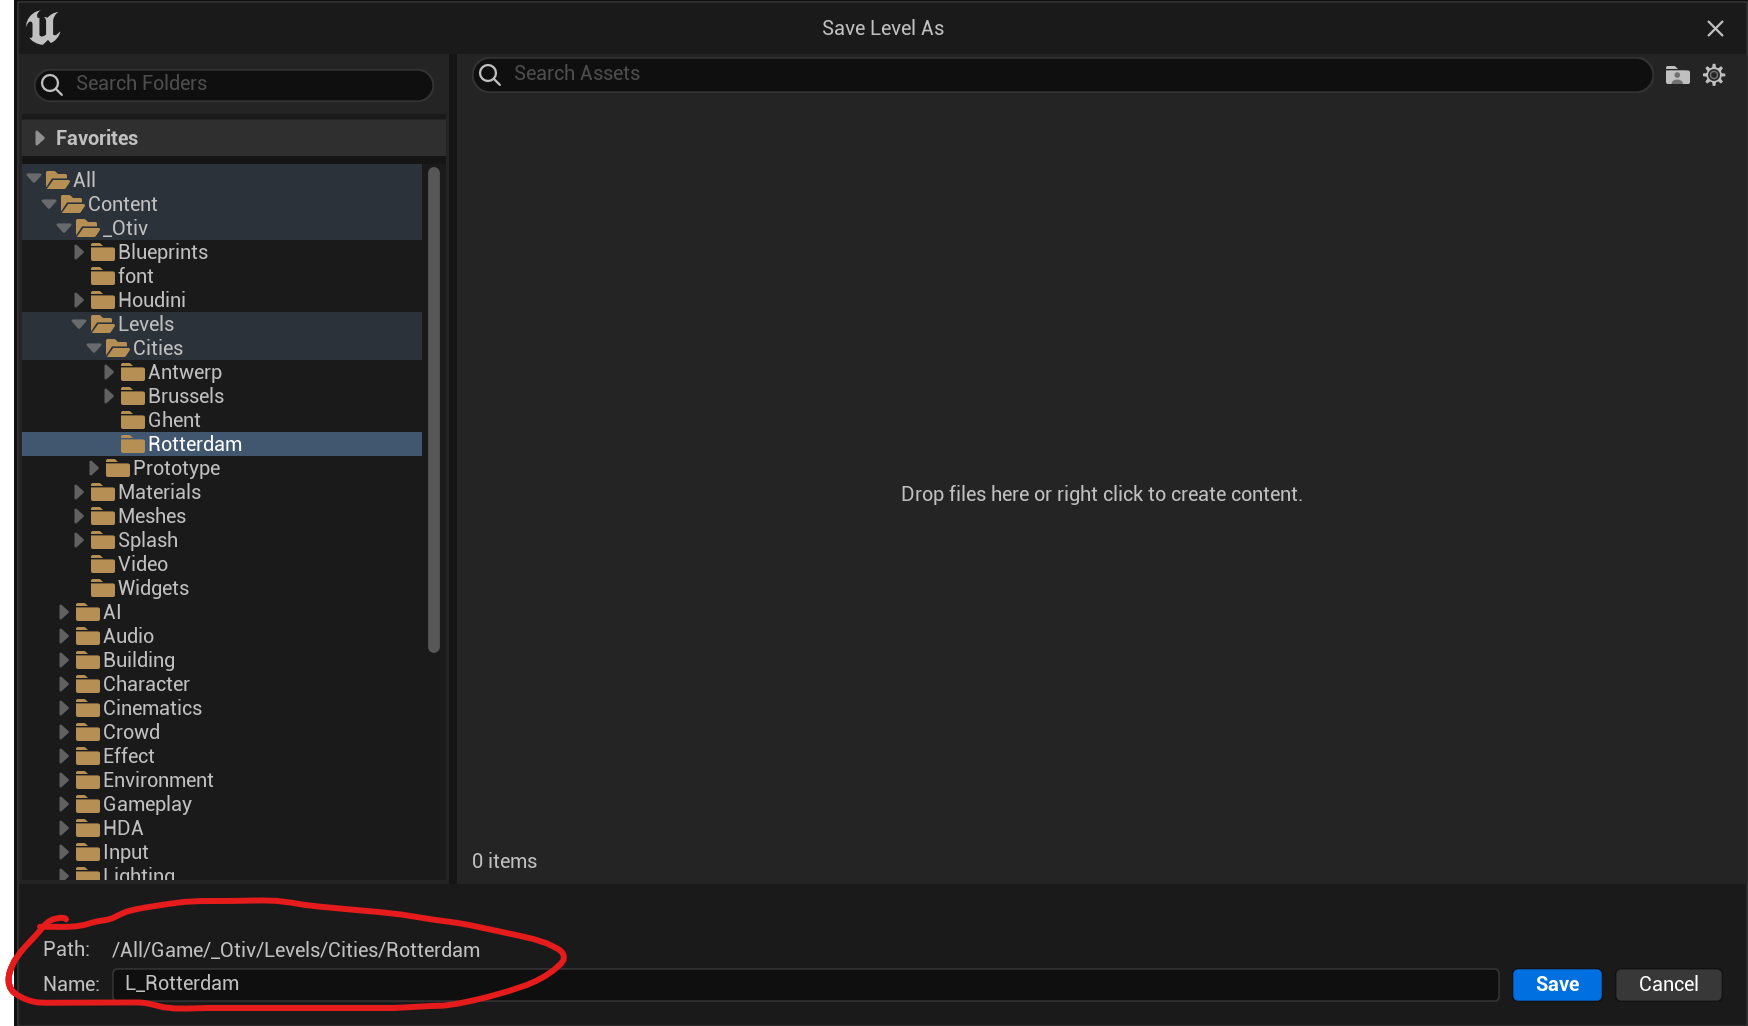 Save Level As
Search Folders
Search Assets
Favorites
All
Content
_Otiv
Blueprints
font
Houdini
Levels
Cities
Antwerp
Brussels
Ghent
Rotterdam
Prototype
Materials
Meshes
Splash
Video
Widgets
AI
Audio
Building
Character
Cinematics
Crowd
Effect
Environment
Gameplay
HDA
Input
Lighting
Drop files here or right click to create content.
0 items
Path: /All/Game/_Otiv/Levels/Cities/Rotterdam
Name: L_Rotterdam
Save Cancel